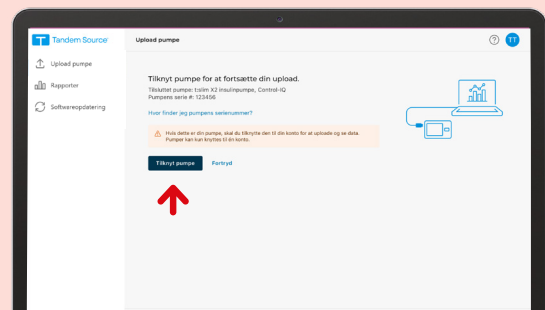 Tandem Source
Upload pumpe
? TT
Upload pumpe
Rapporter
Softwareopdatering
Tilknyt pumpe for at fortsætte din upload.
Tilsluttet pumpe: t:slim X2 insulinpumpe, Control-IQ
Pumpens serie #: 123456
Hvor finder jeg pumpens serienummer?
Hvis dette er din pumpe, skal du tilknytte den til din konto for at uploade og se data.
Pumper kan kun knyttes til én konto.
Tilknyt pumpe Fortryd